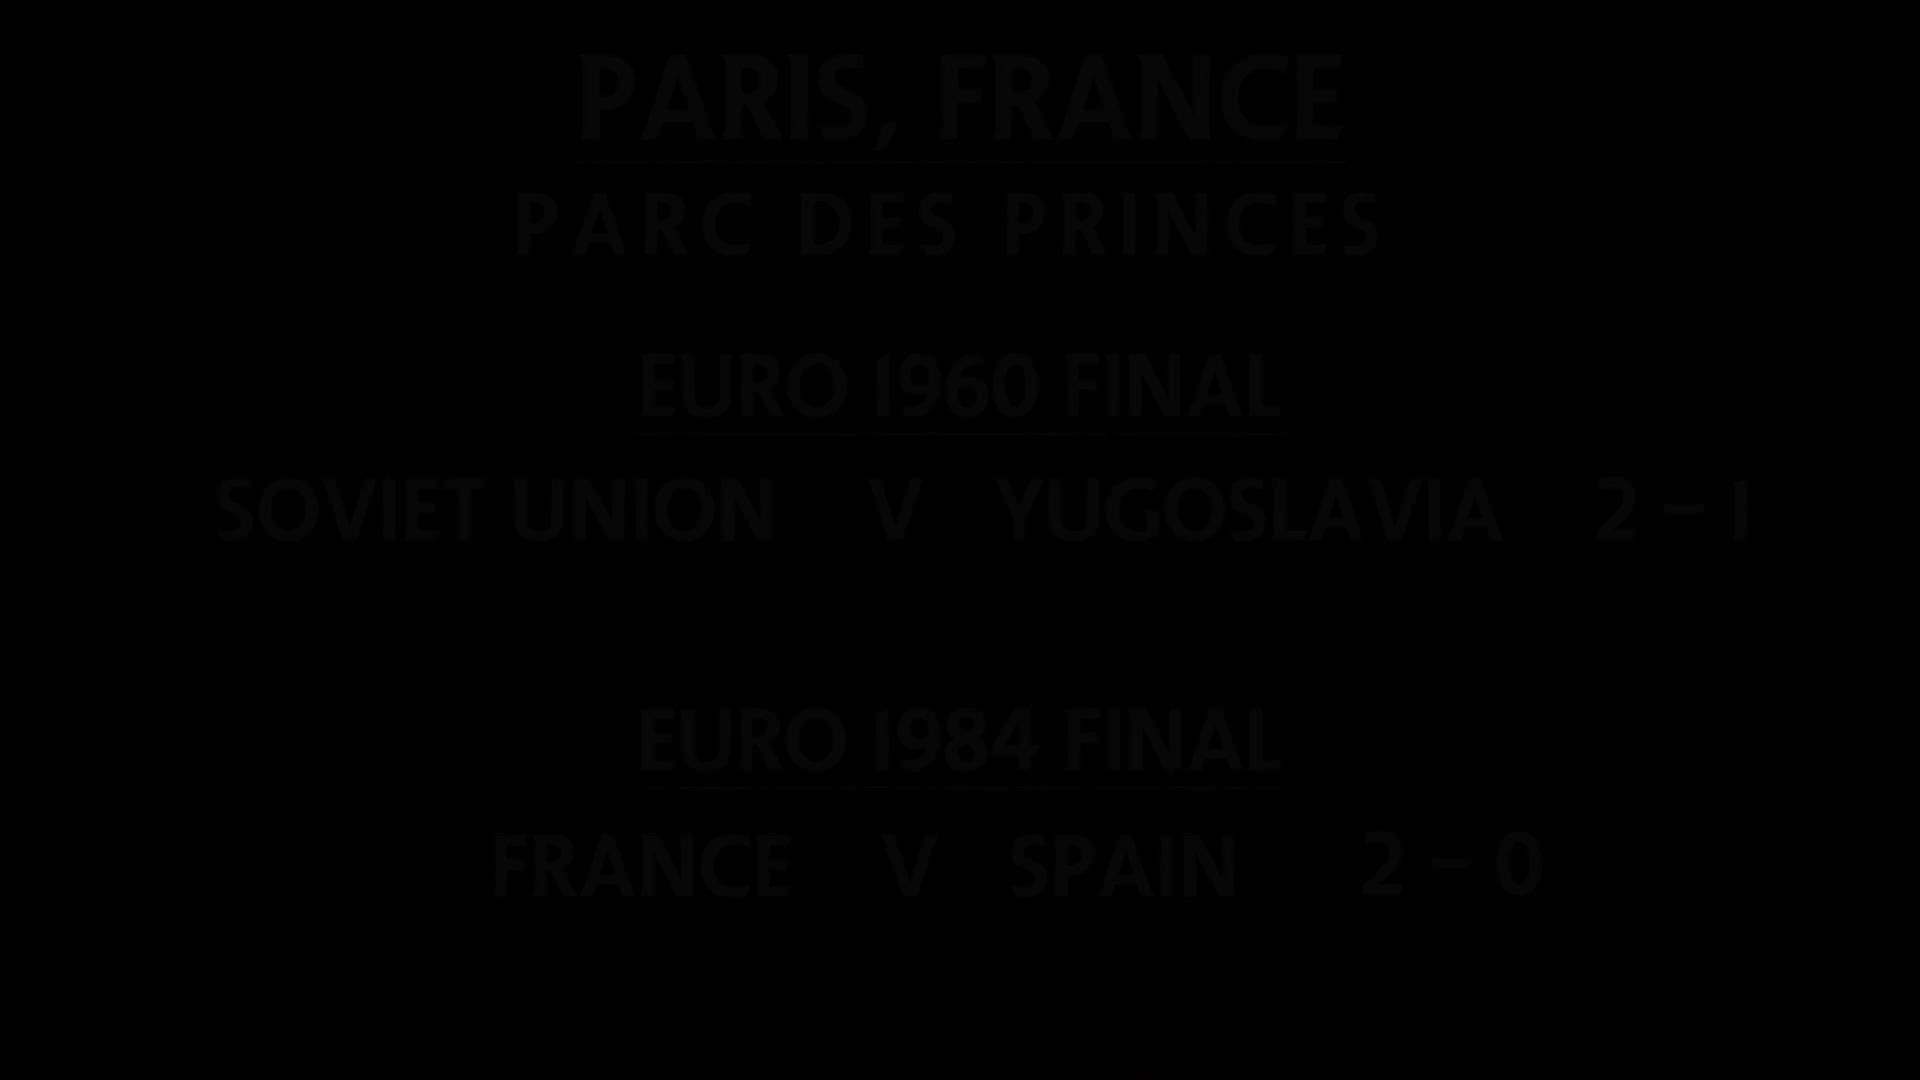 PARIS, FRANCE
PARC DES PRINCES
EURO 1960 FINAL
SOVIET UNION V YUGOSLAVIA 2 – 1
EURO 1984 FINAL
FRANCE V SPAIN 2 – 0